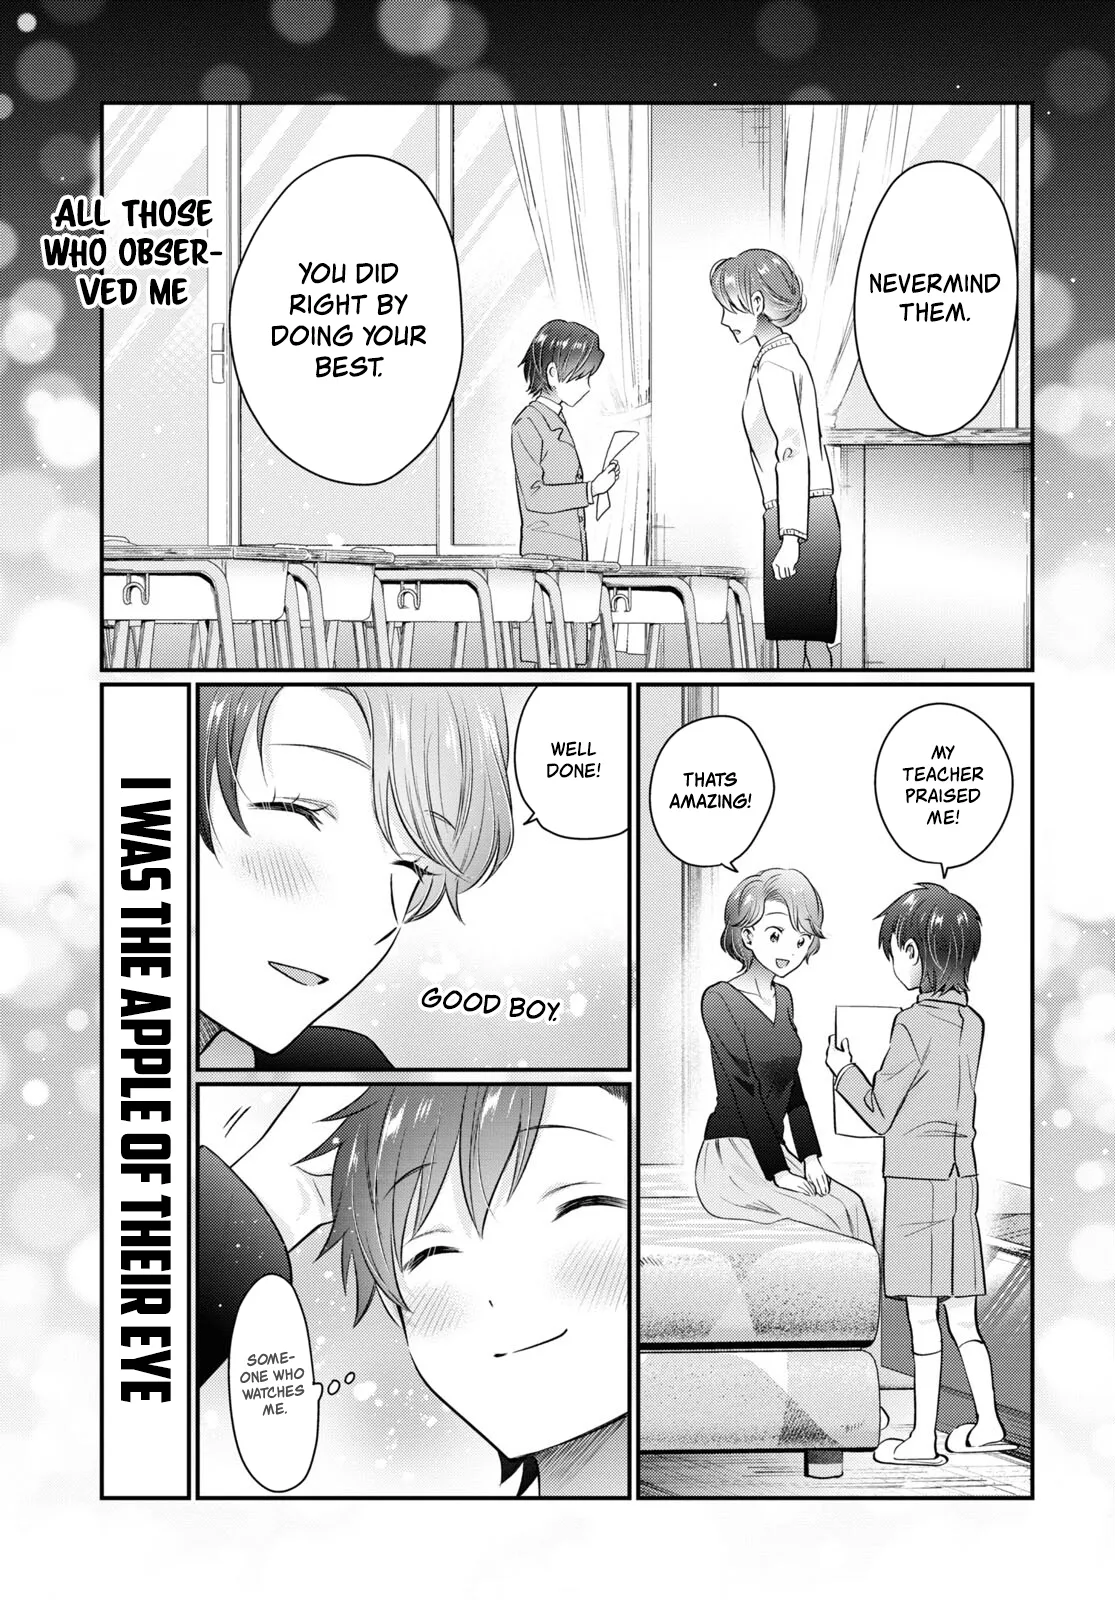 NEVERMIND
THEM.
YOU DID
RIGHT BY
DOING YOUR
BEST.
ALL THOSE
WHO OBSER-
VED ME
MY
TEACHER
PRAISED
ME!
THATS
AMAZING!
WELL
DONE!
GOOD BOY.
SOME-
ONE WHO
WATCHES
ME.
I WAS THE APPLE OF THEIR EYE